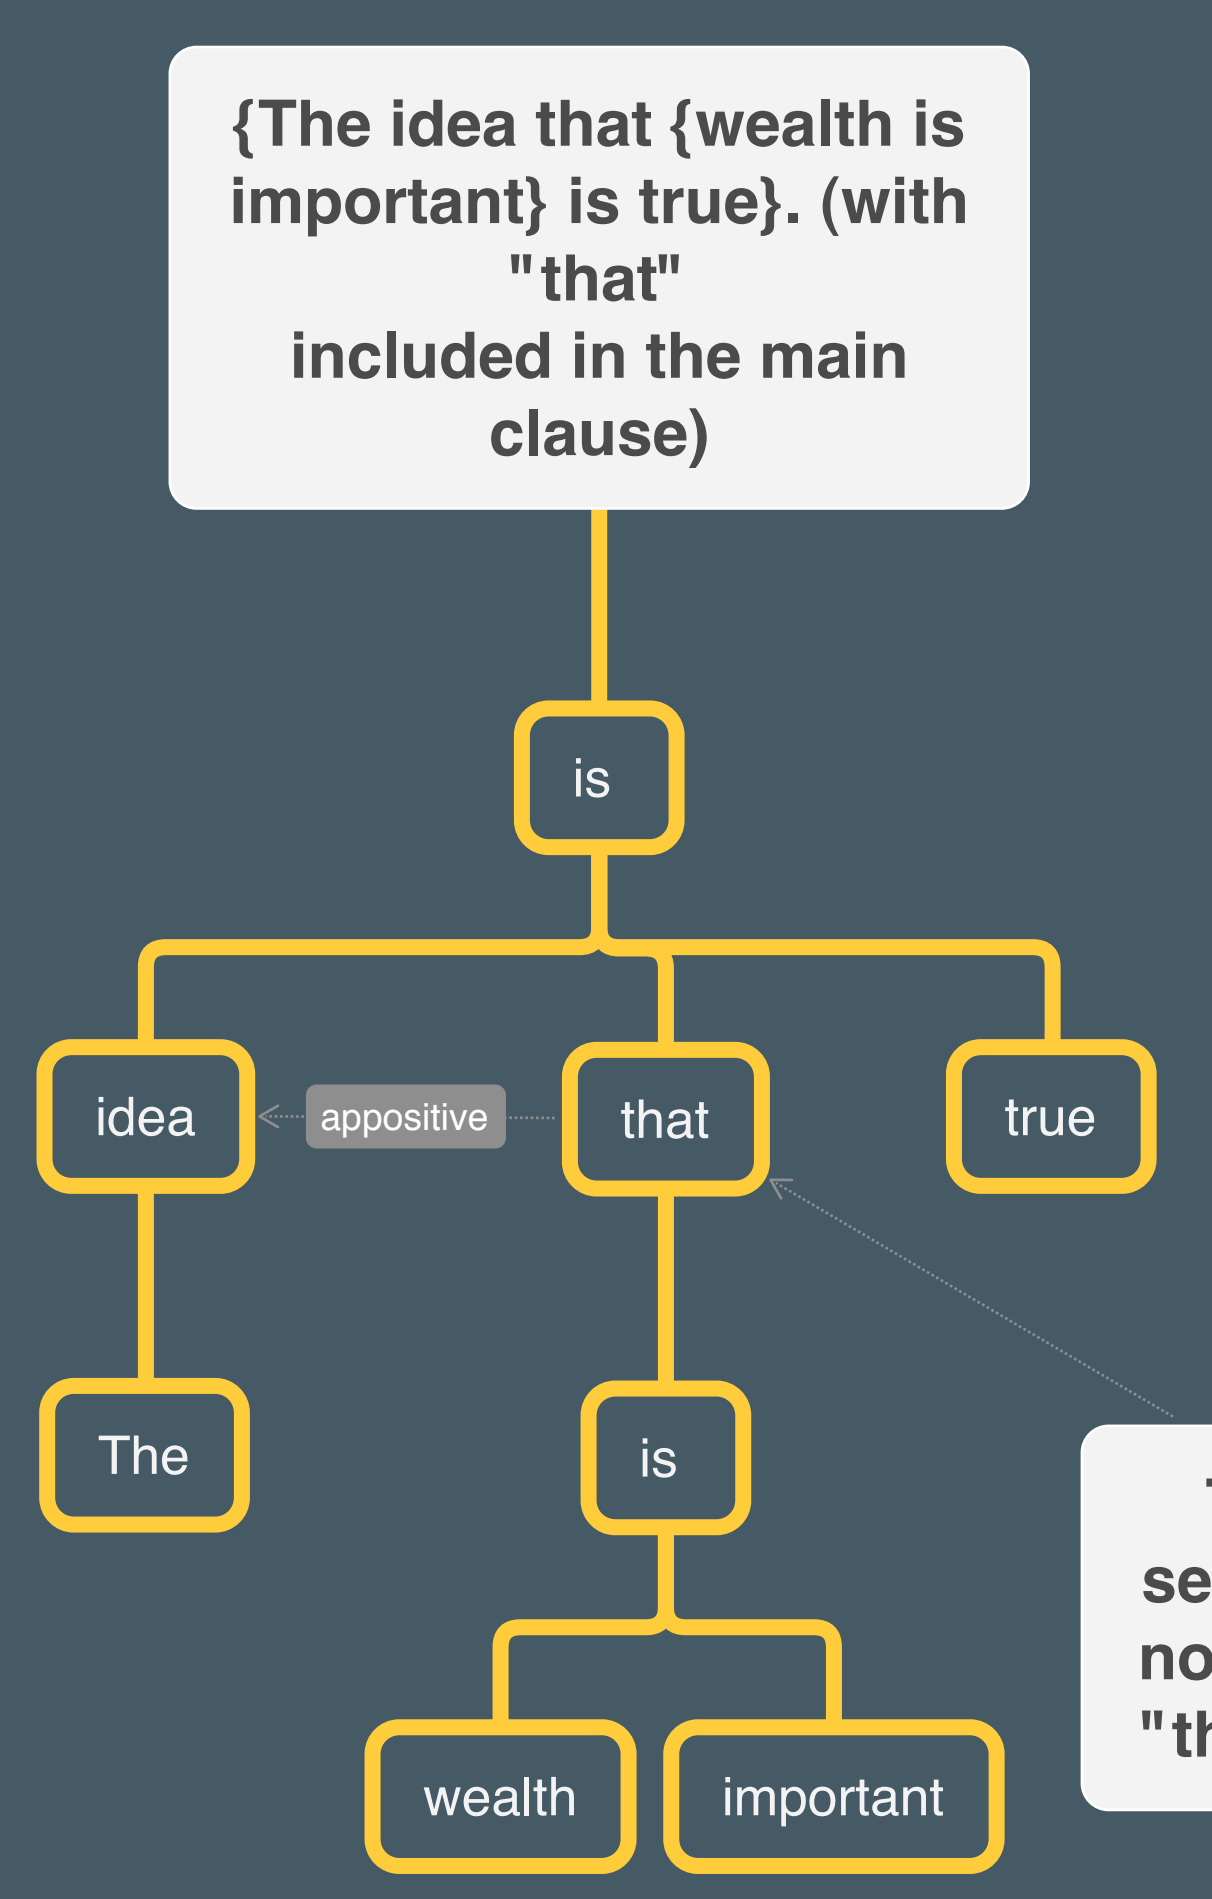 {The idea that {wealth is
important} is true}. (with
"that"
included in the main
clause)
is
idea
appositive
that
true
The
is
wealth
important